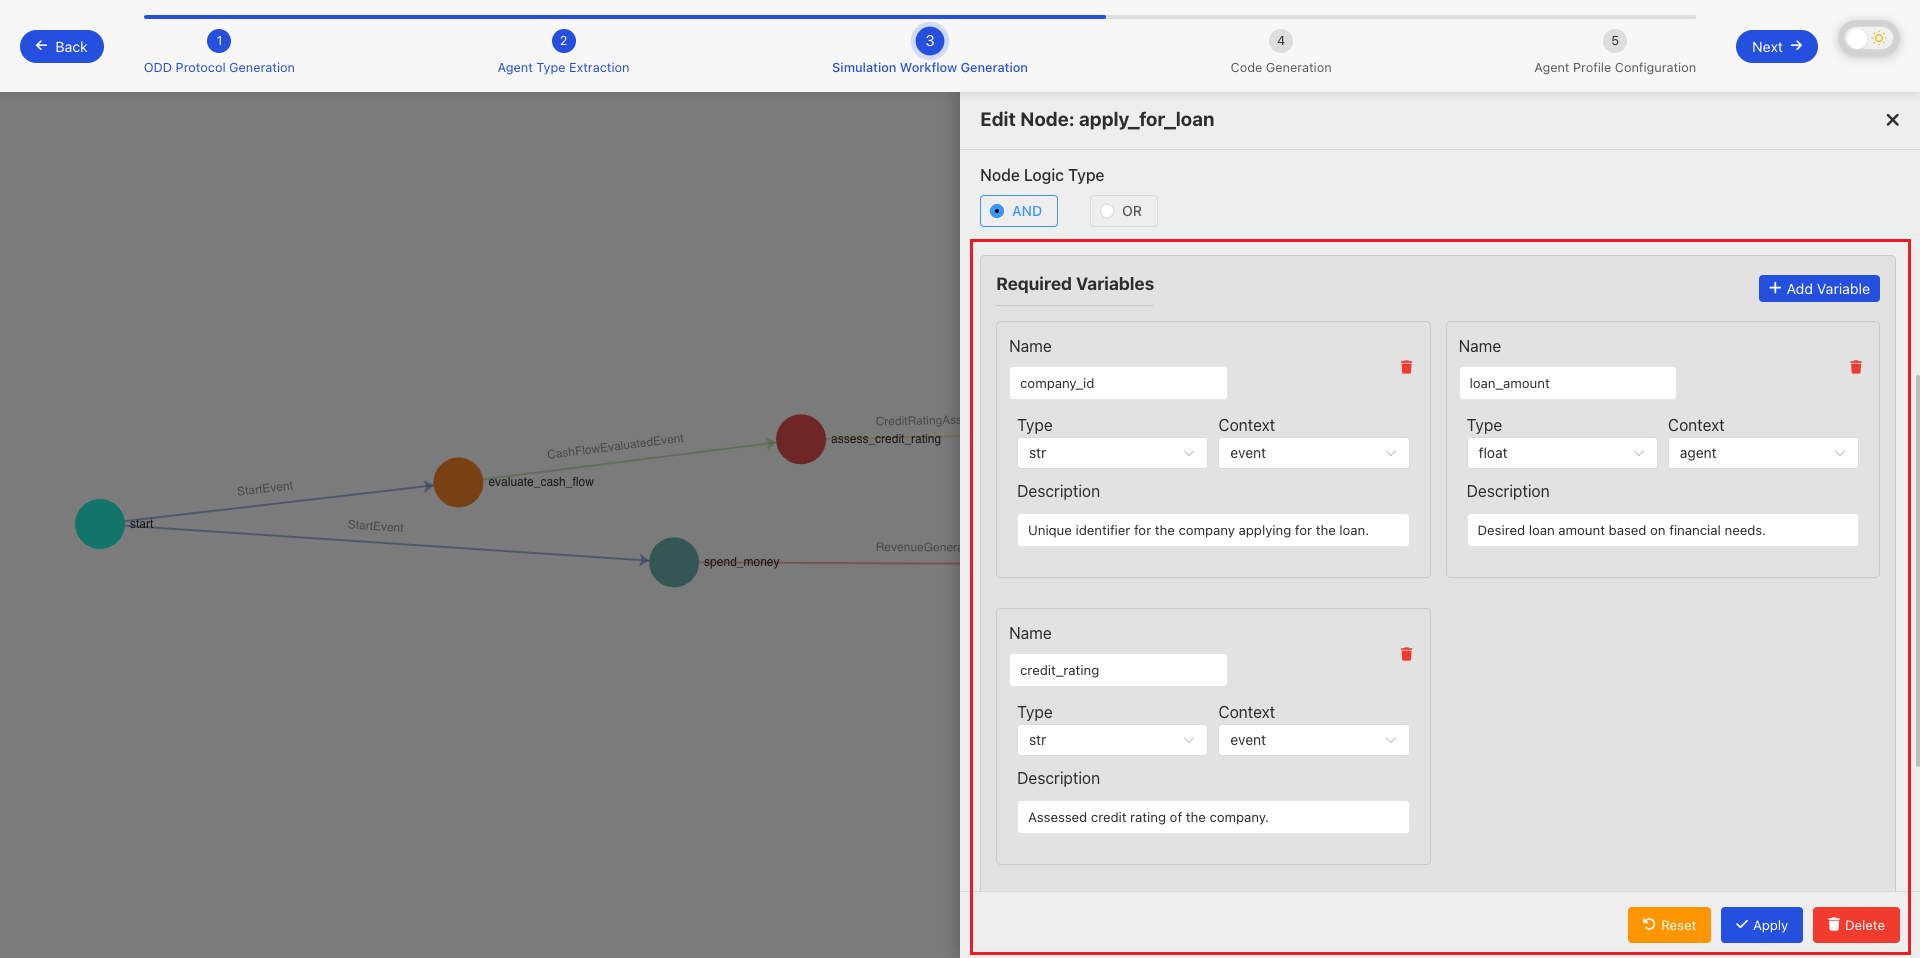 Back
1
ODD Protocol Generation
2
Agent Type Extraction
3
Simulation Workflow Generation
4
Code Generation
5
Agent Profile Configuration
Next
start
StartEvent
StartEvent
evaluate_cash_flow
CashFlowEvaluatedEvent
spend_money
assess_credit_rating
CreditRatingAss
RevenueGenera
Edit Node: apply_for_loan
Node Logic Type
AND
OR
Required Variables
Add Variable
Name
company_id
Type
Context
str
event
Description
Unique identifier for the company applying for the loan.
Name
loan_amount
Type
Context
float
agent
Description
Desired loan amount based on financial needs.
Name
credit_rating
Type
Context
str
event
Description
Assessed credit rating of the company.
Reset
Apply
Delete